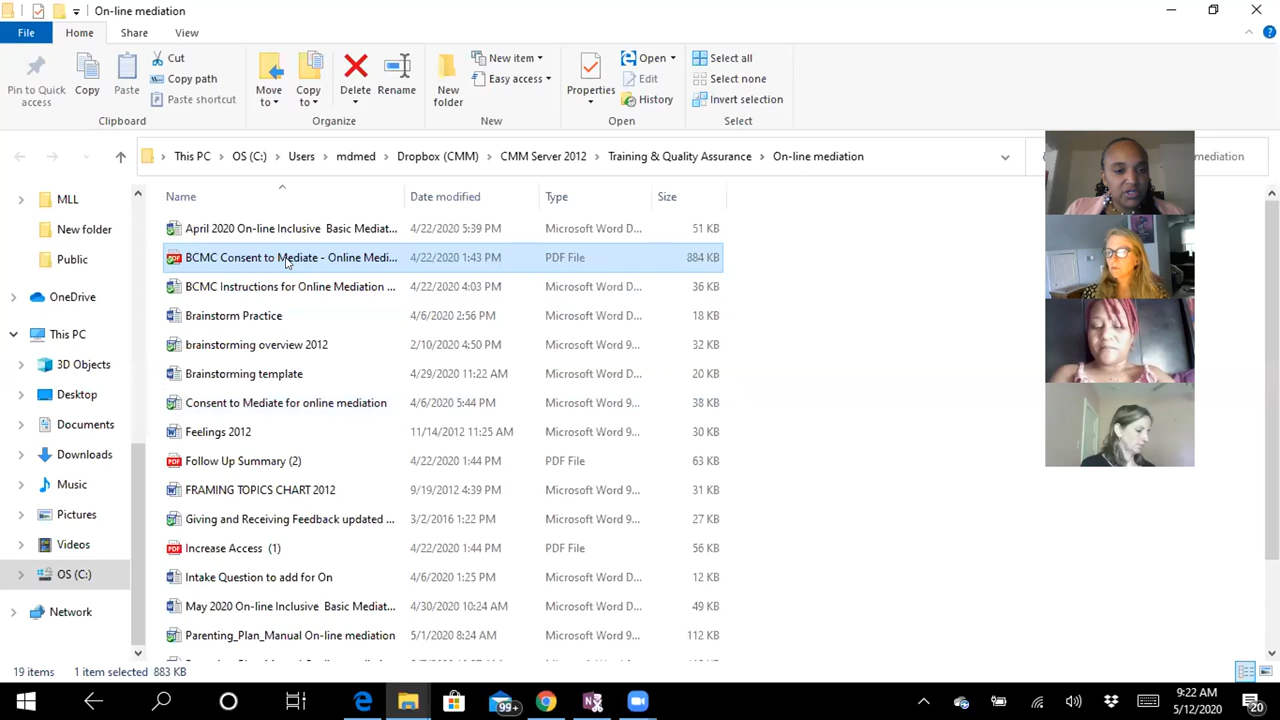 On-line mediation
File Home Share View
Pin to Quick access
Copy
Paste
Cut
Copy path
Paste shortcut
Clipboard
Move to
Copy to
Delete
Rename
Organize
New folder
New item
Easy access
New
Properties
Open
Edit
History
Open
Select all
Select none
Invert selection
Select
This PC > OS (C:) > Users > mdmed > Dropbox (CMM) > CMM Server 2012 > Training & Quality Assurance > On-line mediation
mediation
MLL
New folder
Public
OneDrive
This PC
3D Objects
Desktop
Documents
Downloads
Music
Pictures
Videos
OS (C:)
Network
Name Date modified Type Size
April 2020 On-line Inclusive Basic Mediat... 4/22/2020 5:39 PM Microsoft Word D... 51 KB
BCMC Consent to Mediate - Online Medi... 4/22/2020 1:43 PM PDF File 884 KB
BCMC Instructions for Online Mediation ... 4/22/2020 4:03 PM Microsoft Word D... 36 KB
Brainstorm Practice 4/6/2020 2:56 PM Microsoft Word D... 18 KB
brainstorming overview 2012 2/10/2020 4:50 PM Microsoft Word 9... 32 KB
Brainstorming template 4/29/2020 11:22 AM Microsoft Word D... 20 KB
Consent to Mediate for online mediation 4/6/2020 5:44 PM Microsoft Word 9... 38 KB
Feelings 2012 11/14/2012 11:25 AM Microsoft Word 9... 30 KB
Follow Up Summary (2) 4/22/2020 1:44 PM PDF File 63 KB
FRAMING TOPICS CHART 2012 9/19/2012 4:39 PM Microsoft Word 9... 31 KB
Giving and Receiving Feedback updated ... 3/2/2016 1:22 PM Microsoft Word 9... 27 KB
Increase Access (1) 4/22/2020 1:44 PM PDF File 56 KB
Intake Question to add for On 4/6/2020 1:25 PM Microsoft Word D... 12 KB
May 2020 On-line Inclusive Basic Mediat... 4/30/2020 10:24 AM Microsoft Word D... 49 KB
Parenting_Plan_Manual On-line mediation 5/1/2020 8:24 AM Microsoft Word 9... 112 KB
19 items 1 item selected 883 KB
99+
9:22 AM
5/12/2020
20